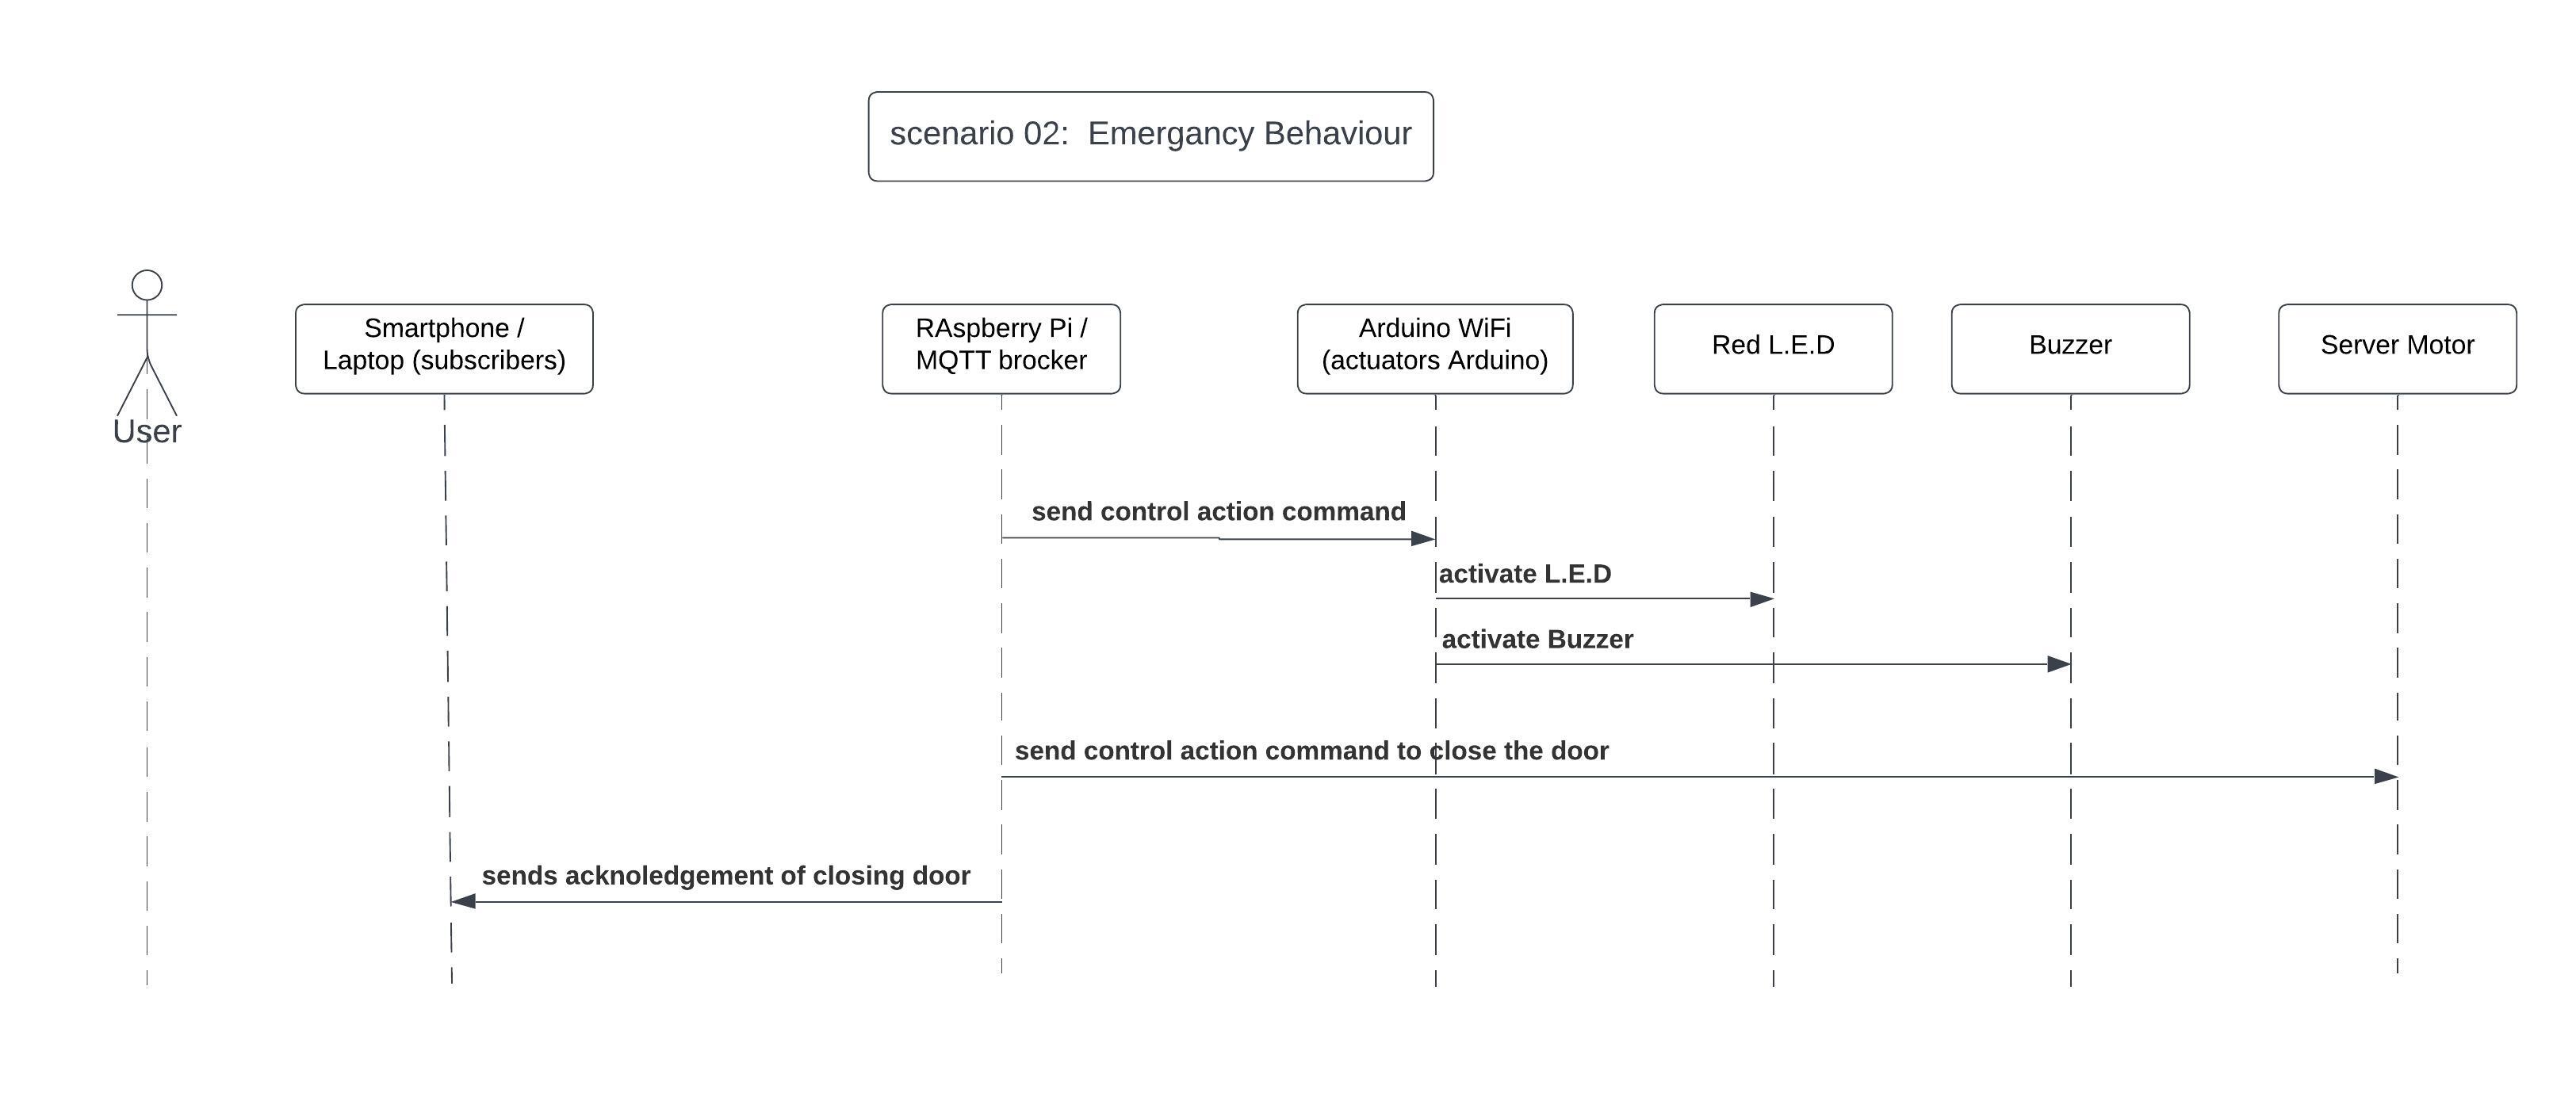 scenario 02:  Emergancy Behaviour
User
Smartphone /
Laptop (subscribers)
RAspberry Pi /
MQTT brocker
Arduino WiFi
(actuators Arduino)
Red L.E.D
Buzzer
Server Motor
send control action command
activate L.E.D
activate Buzzer
send control action command to close the door
sends acknoledgement of closing door